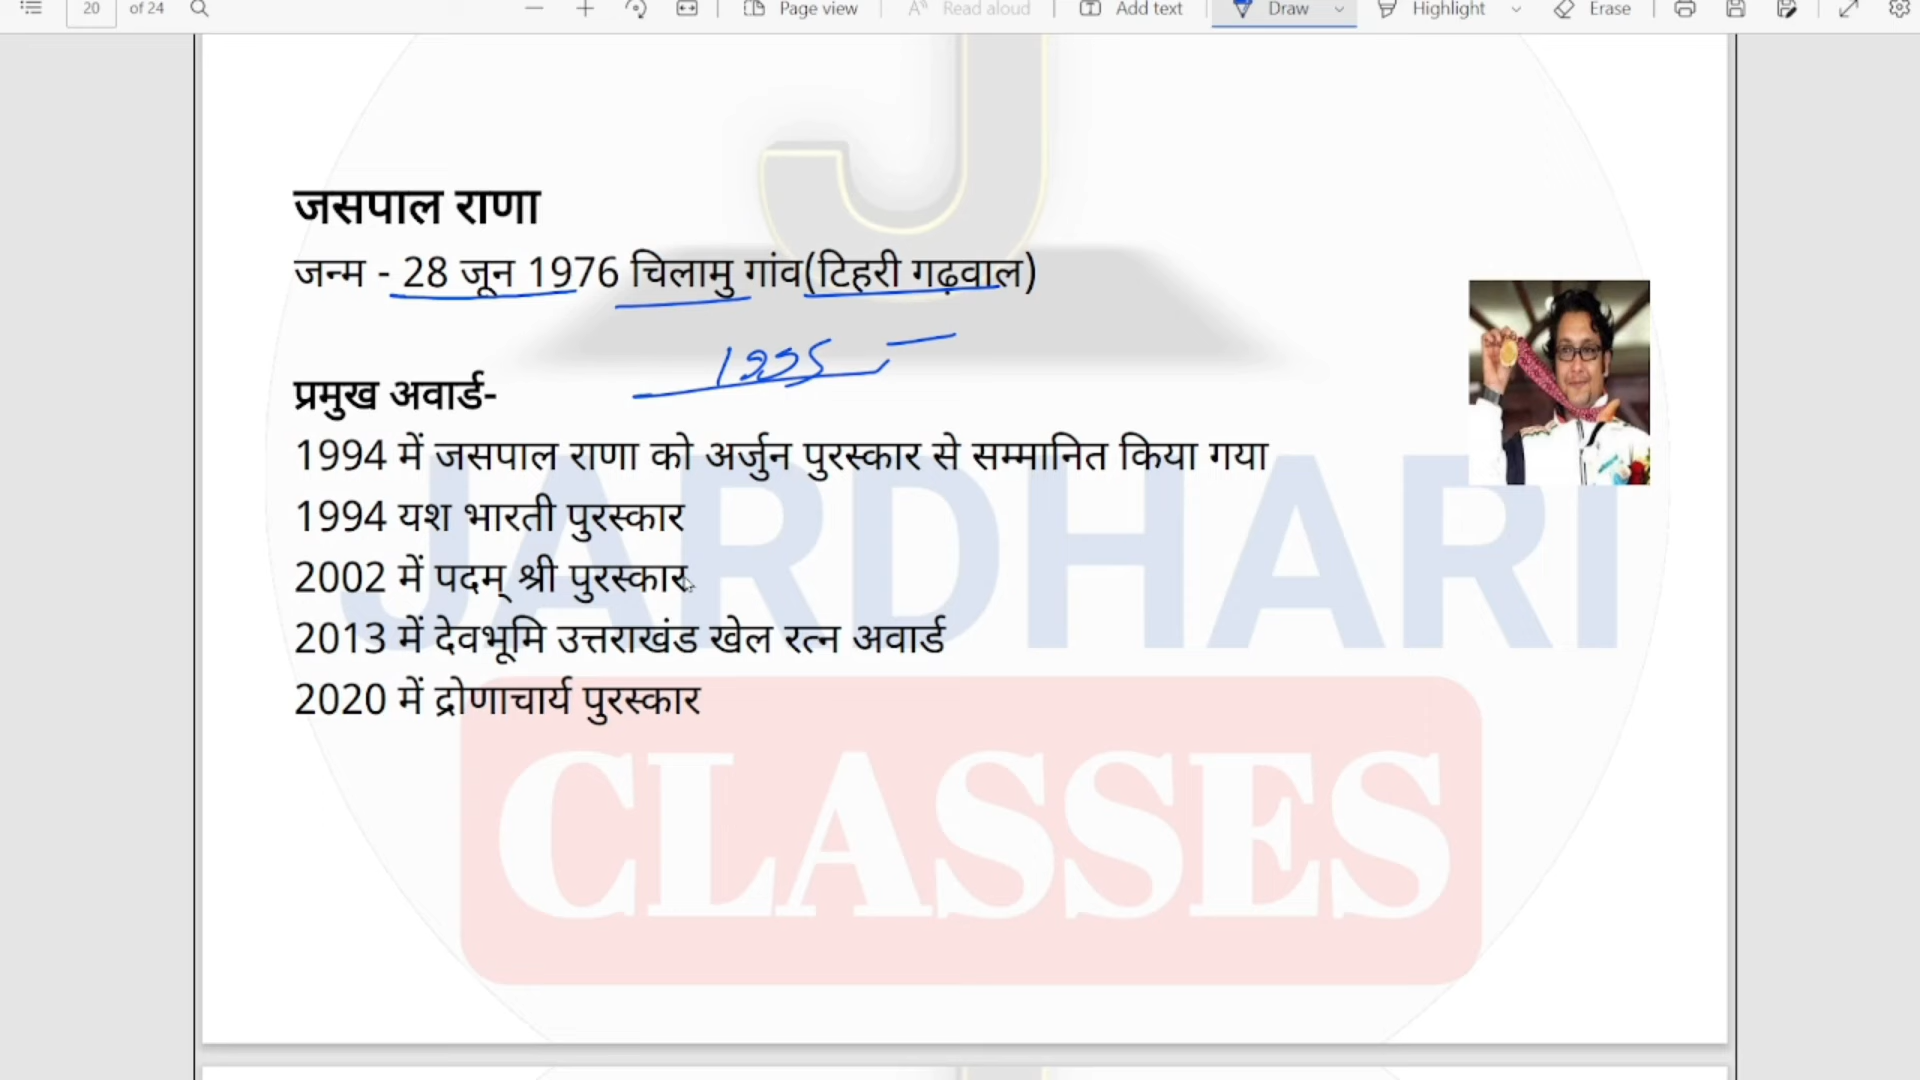 20 of 24 Page view Read aloud Add text Draw Highlight Erase
जसपाल राणा
जन्म - 28 जून 1976 चिलामु गांव(टिहरी गढ़वाल)
1995
प्रमुख अवार्ड-
1994 में जसपाल राणा को अर्जुन पुरस्कार से सम्मानित किया गया
1994 यश भारती पुरस्कार
2002 में पदम् श्री पुरस्कार
2013 में देवभूमि उत्तराखंड खेल रत्न अवार्ड
2020 में द्रोणाचार्य पुरस्कार
J
JARDHARI
CLASSES